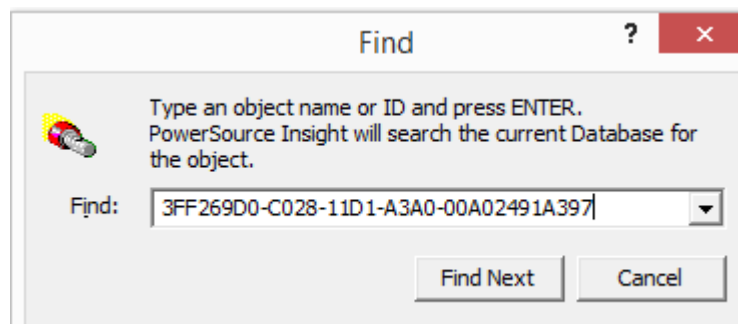 Find
?
×
Type an object name or ID and press ENTER.
PowerSource Insight will search the current Database for
the object.
Find:
3FF269D0-C028-11D1-A3A0-00A02491A397
Find Next
Cancel